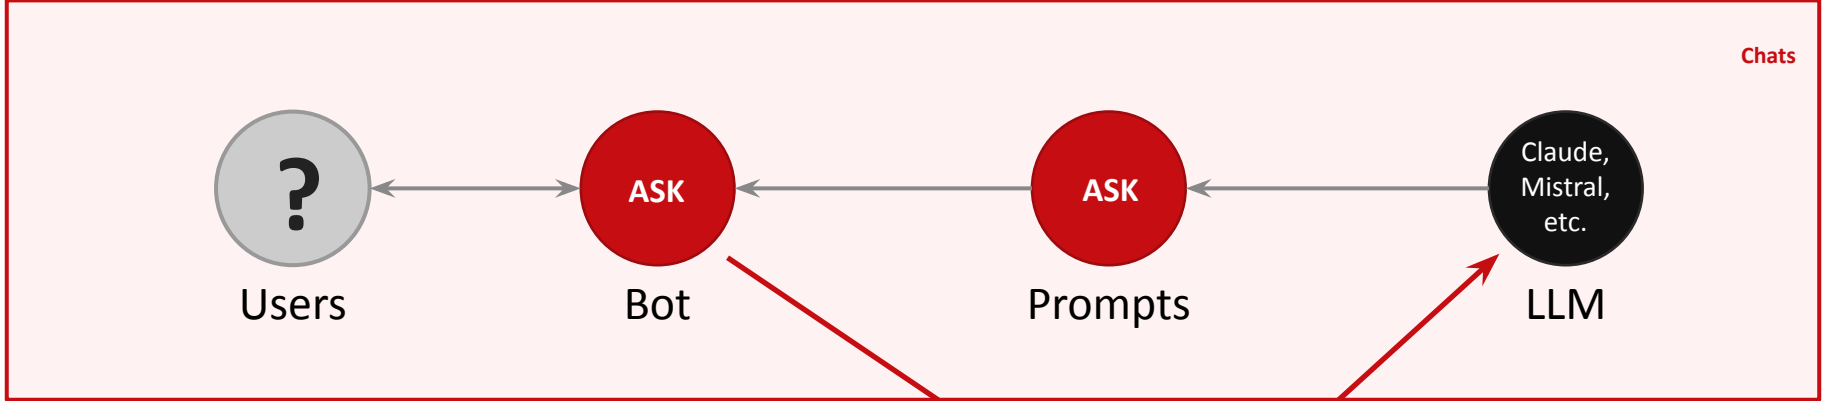 Chats
?
ASK
ASK
Claude,
Mistral,
etc.
Users
Bot
Prompts
LLM